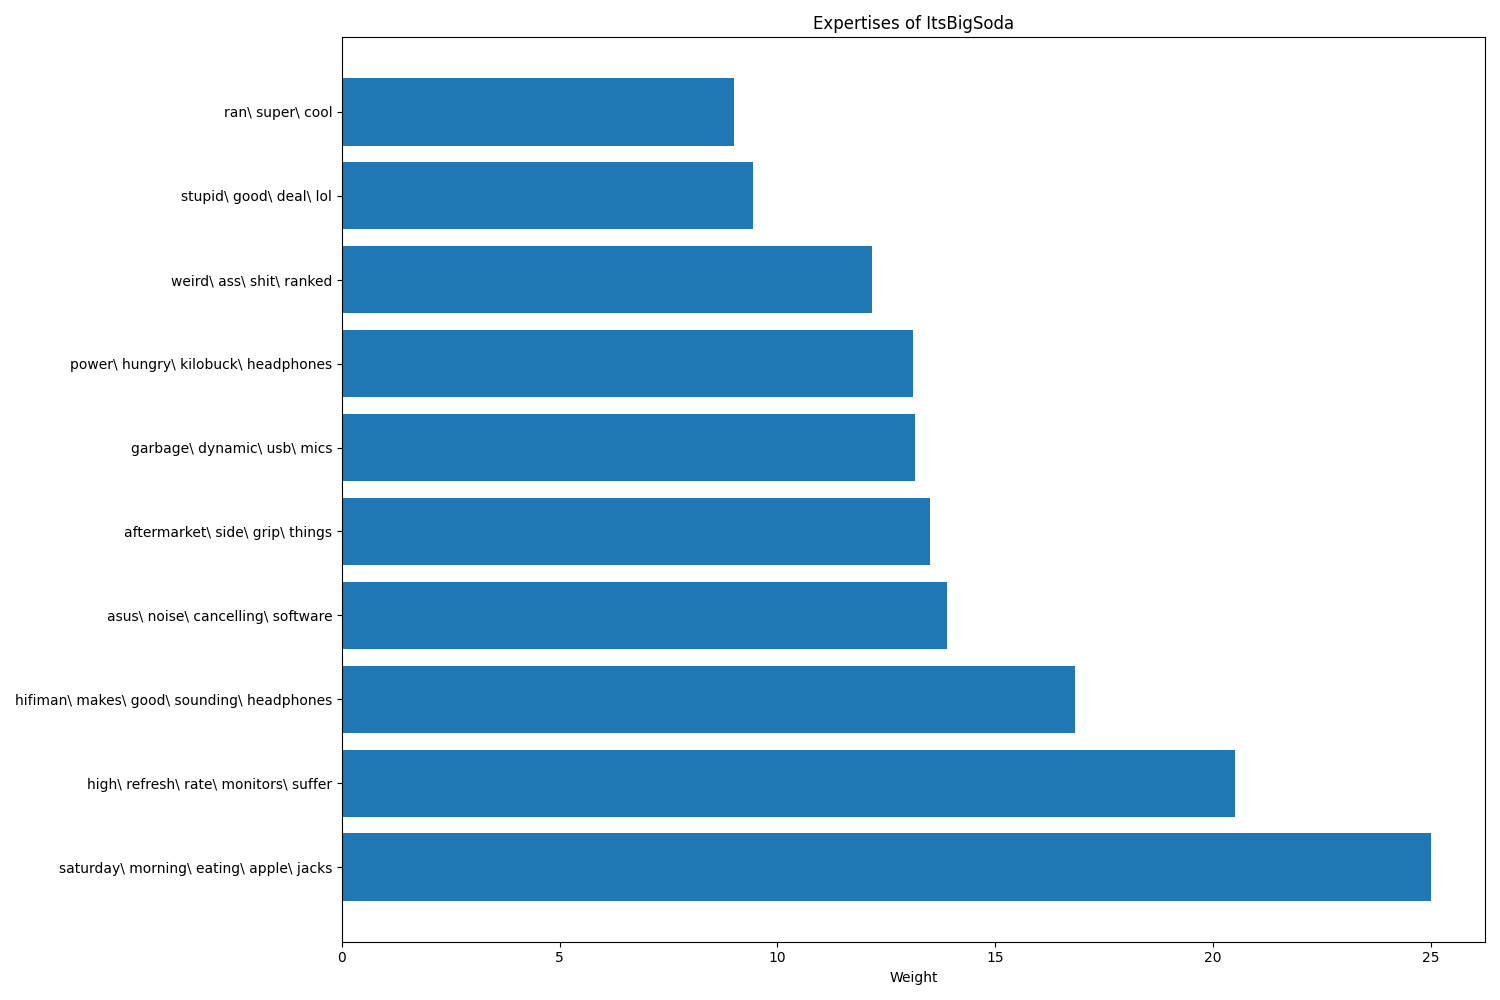 Expertises of ItsBigSoda
ran\ super\ cool
stupid\ good\ deal\ lol
weird\ ass\ shit\ ranked
power\ hungry\ kilobuck\ headphones
garbage\ dynamic\ usb\ mics
aftermarket\ side\ grip\ things
asus\ noise\ cancelling\ software
hifiman\ makes\ good\ sounding\ headphones
high\ refresh\ rate\ monitors\ suffer
saturday\ morning\ eating\ apple\ jacks
0 5 10 15 20 25
Weight